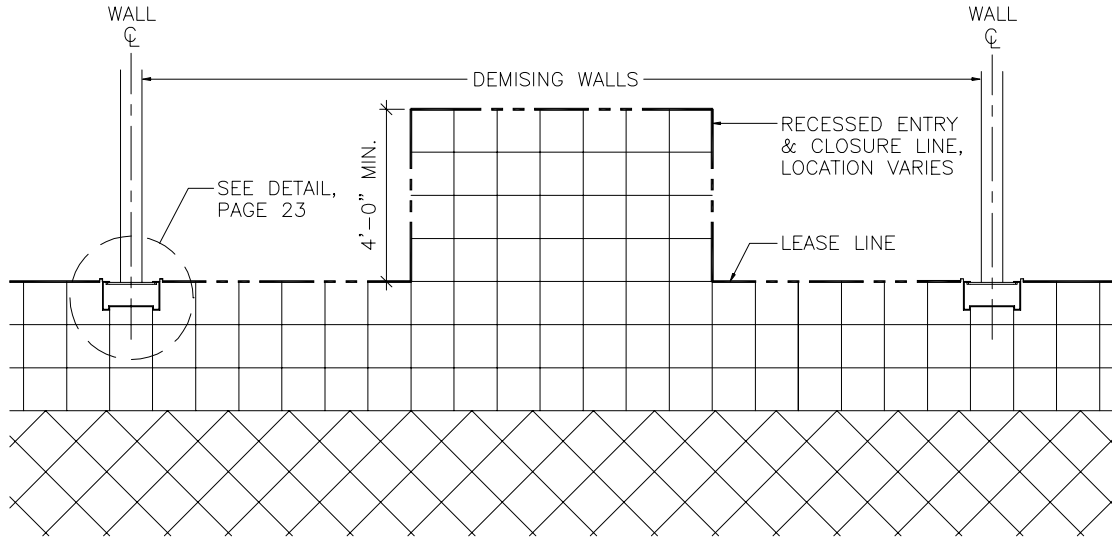 WALL
℄
WALL
℄
DEMISING WALLS
RECESSED ENTRY
& CLOSURE LINE,
LOCATION VARIES
4'-0" MIN.
SEE DETAIL,
PAGE 23
LEASE LINE